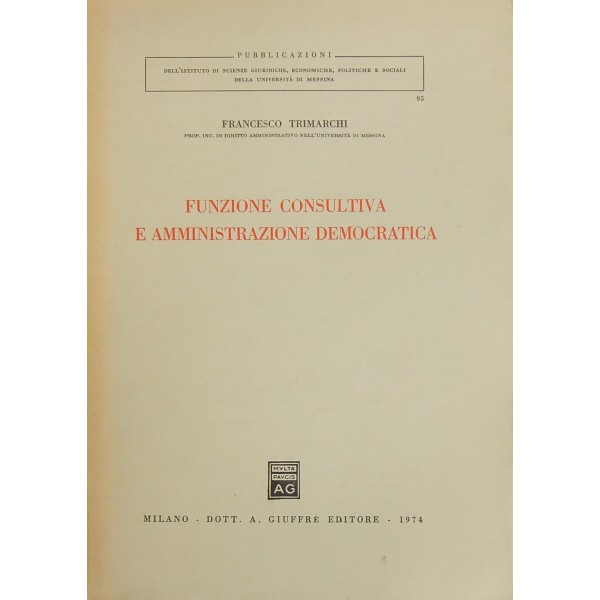 PUBBLICAZIONI
DELL'ISTITUTO DI SCIENZE GIURIDICHE, ECONOMICHE, POLITICHE E SOCIALI
DELLA UNIVERSITÀ DI MESSINA
95
FRANCESCO TRIMARCHI
PROF. INC. DI DIRITTO AMMINISTRATIVO NELL'UNIVERSITÀ DI MESSINA
FUNZIONE CONSULTIVA
E AMMINISTRAZIONE DEMOCRATICA
MVLTA
PAVCIS
AG
MILANO - DOTT. A. GIUFFRÈ EDITORE - 1974